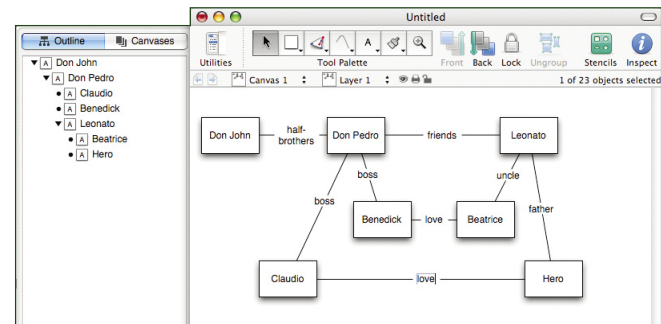 Untitled
Outline
Canvases
Utilities
Tool Palette
Front
Back
Lock
Ungroup
Stencils
Inspect
Canvas 1
Layer 1
1 of 23 objects selected
Don John
Don Pedro
Claudio
Benedick
Leonato
Beatrice
Hero
Don John
half-
brothers
Don Pedro
friends
Leonato
boss
uncle
boss
father
Benedick
love
Beatrice
Claudio
love
Hero